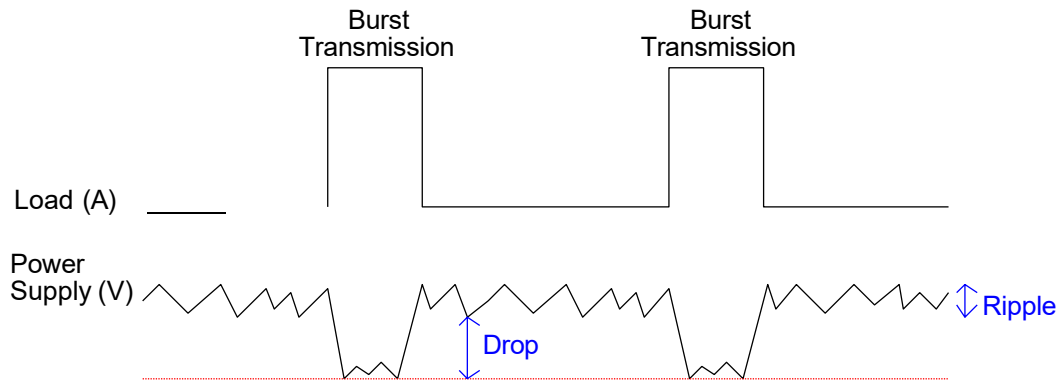 Burst
Transmission
Burst
Transmission
Load (A)
Power
Supply (V)
Ripple
Drop